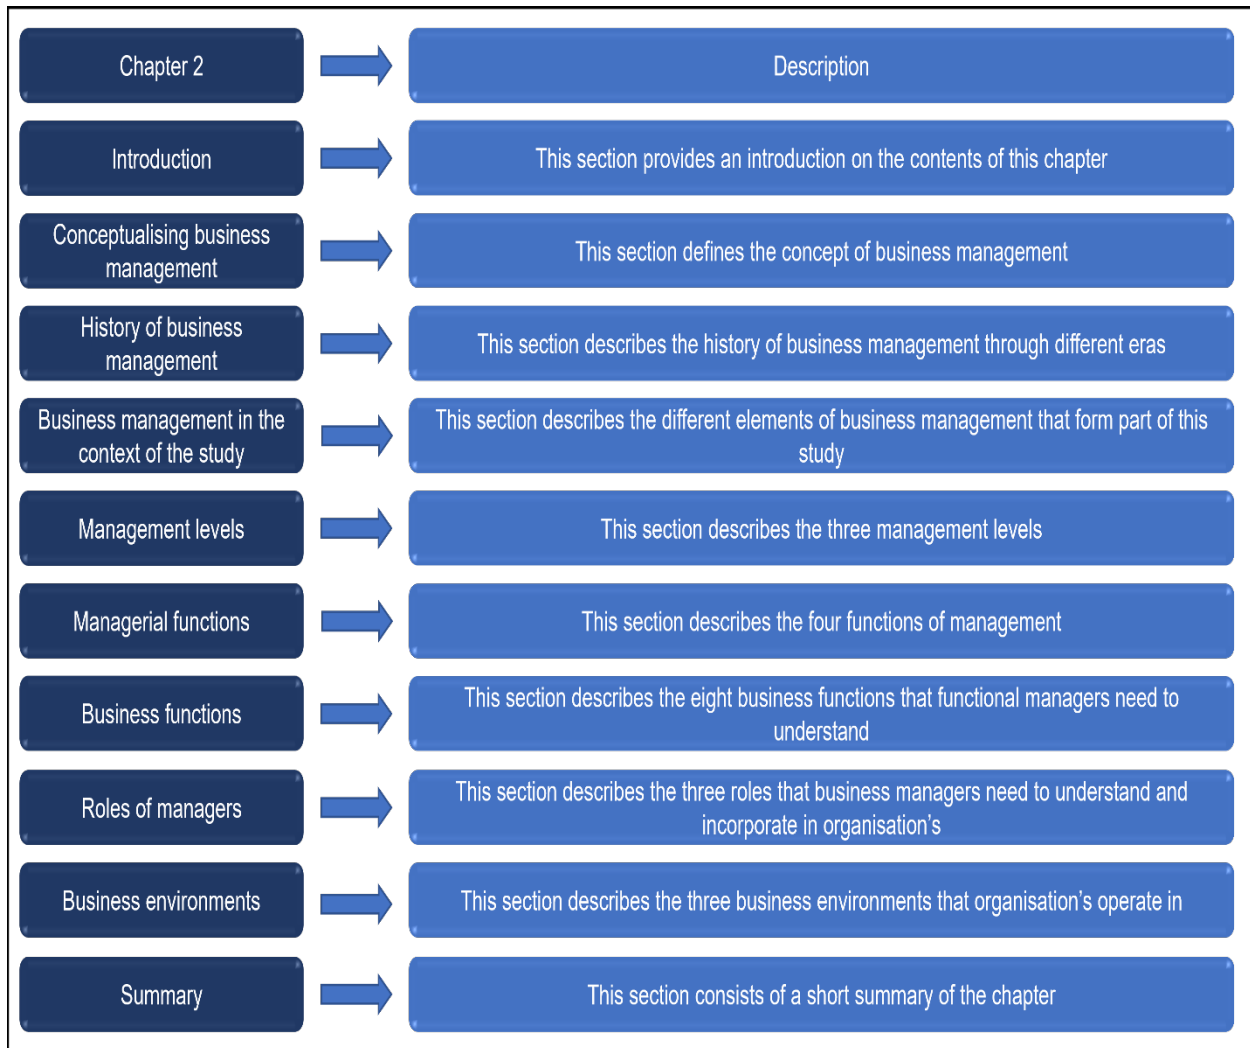 Chapter 2
Description
Introduction
This section provides an introduction on the contents of this chapter
Conceptualising business
management
This section defines the concept of business management
History of business
management
This section describes the history of business management through different eras
Business management in the
context of the study
This section describes the different elements of business management that form part of this
study
Management levels
This section describes the three management levels
Managerial functions
This section describes the four functions of management
Business functions
This section describes the eight business functions that functional managers need to
understand
Roles of managers
This section describes the three roles that business managers need to understand and
incorporate in organisation’s
Business environments
This section describes the three business environments that organisation’s operate in
Summary
This section consists of a short summary of the chapter